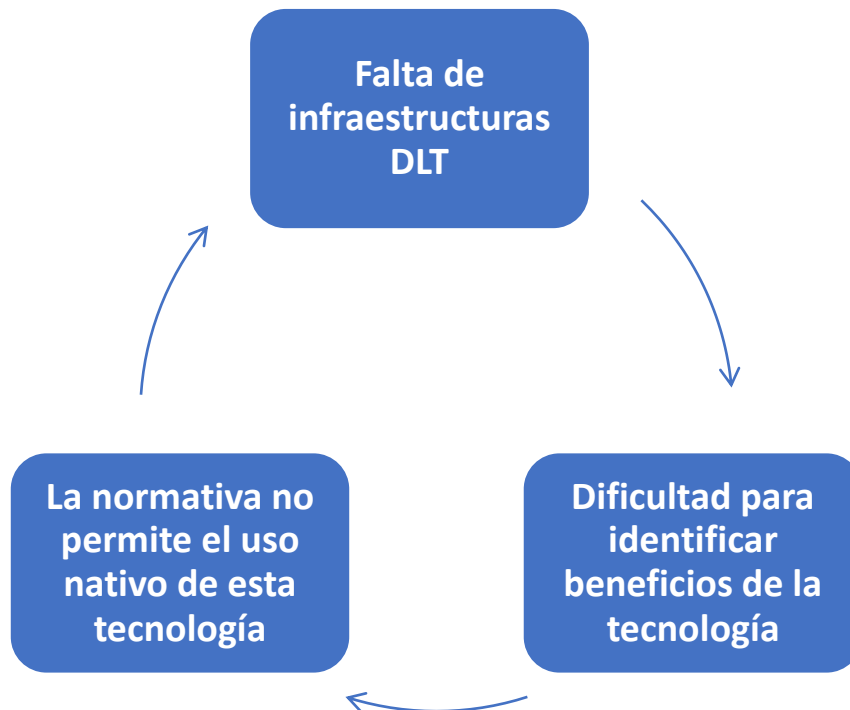 Falta de
infraestructuras
DLT
La normativa no
permite el uso
nativo de esta
tecnología
Dificultad para
identificar
beneficios de la
tecnología